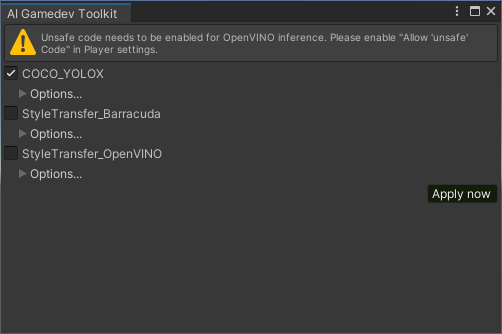 AI Gamedev Toolkit
Unsafe code needs to be enabled for OpenVINO inference. Please enable "Allow 'unsafe'
Code" in Player settings.
COCO_YOLOX
Options...
StyleTransfer_Barracuda
Options...
StyleTransfer_OpenVINO
Options...
Apply now